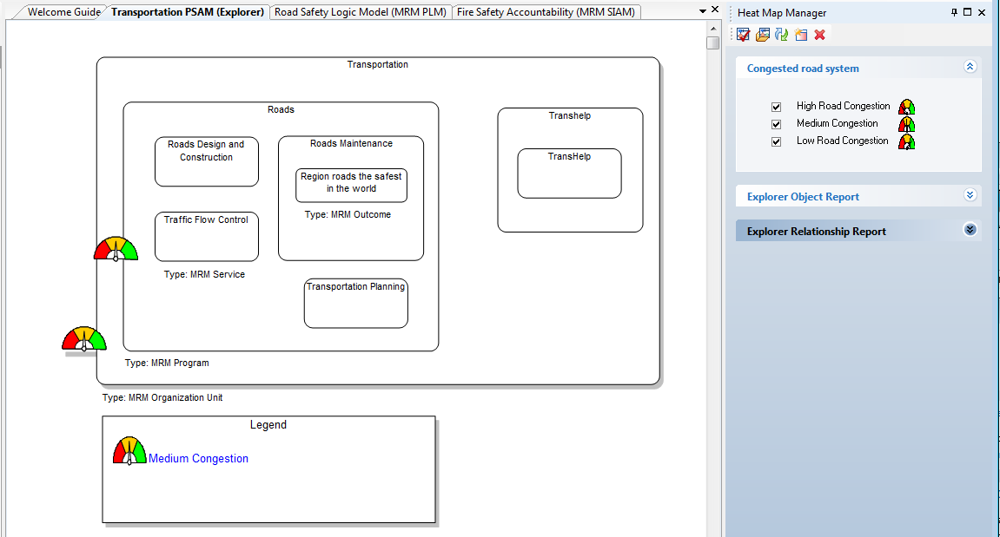 Welcome Guide
Transportation PSAM (Explorer)
Road Safety Logic Model (MRM PLM)
Fire Safety Accountability (MRM SIAM)
Transportation
Roads
Roads Design and
Construction
Roads Maintenance
Region roads the safest
in the world
Type: MRM Outcome
Traffic Flow Control
Type: MRM Service
Transportation Planning
Type: MRM Program
Transhelp
TransHelp
Type: MRM Organization Unit
Legend
Medium Congestion
Heat Map Manager
Congested road system
High Road Congestion
Medium Congestion
Low Road Congestion
Explorer Object Report
Explorer Relationship Report